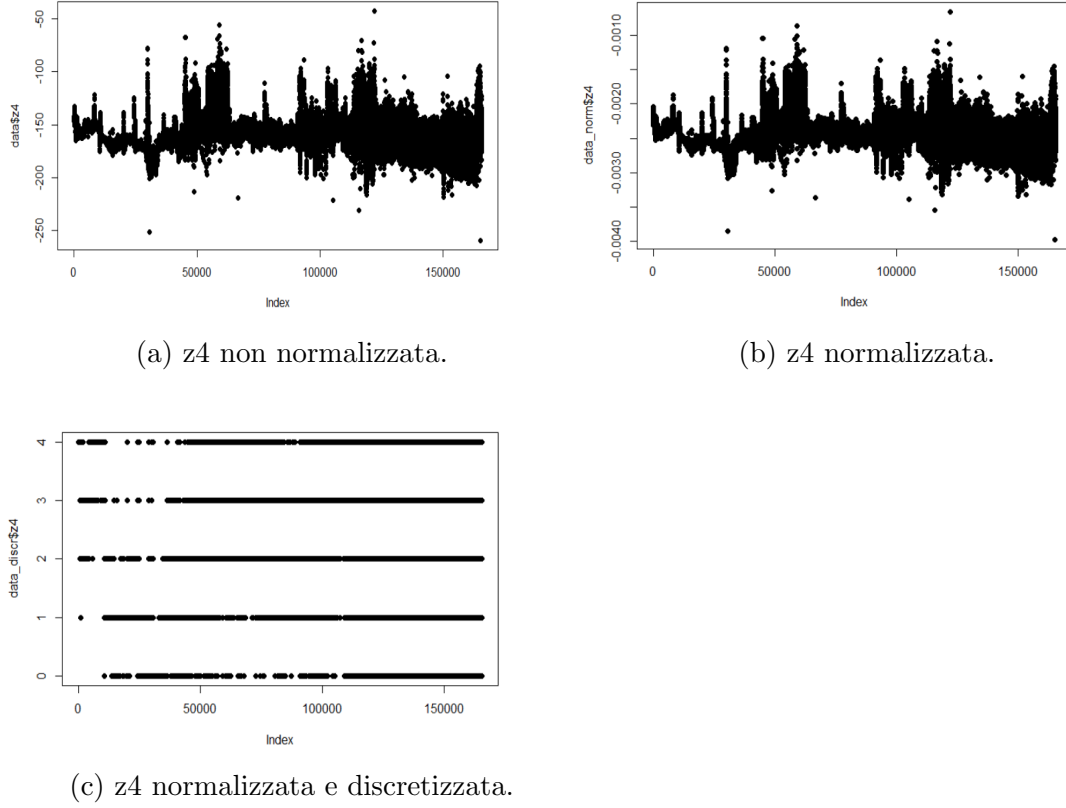 -50
-100
-150
-200
-250
data$z4
0 50000 100000 150000
Index
(a) z4 non normalizzata.
-0.0010
-0.0020
-0.0030
-0.0040
data_norm$z4
0 50000 100000 150000
Index
(b) z4 normalizzata.
4
3
2
1
0
data_discr$z4
0 50000 100000 150000
Index
(c) z4 normalizzata e discretizzata.